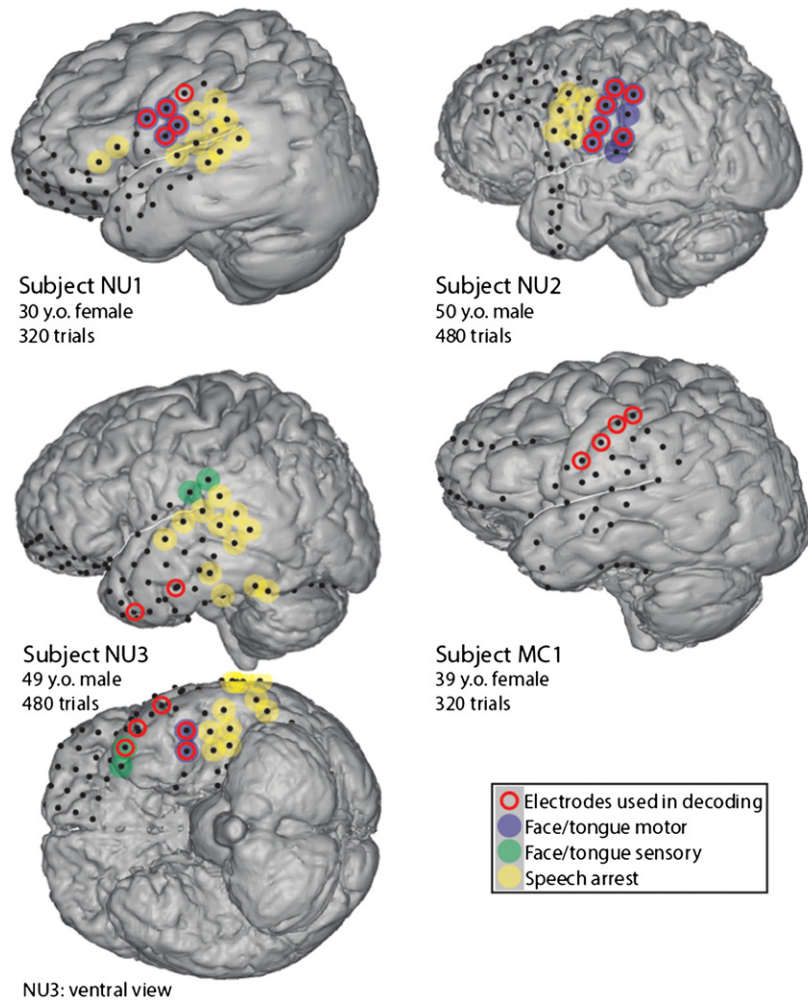 Subject NU1
30 y.o. female
320 trials
Subject NU2
50 y.o. male
480 trials
Subject NU3
49 y.o. male
480 trials
Subject MC1
39 y.o. female
320 trials
Electrodes used in decoding
Face/tongue motor
Face/tongue sensory
Speech arrest
NU3: ventral view